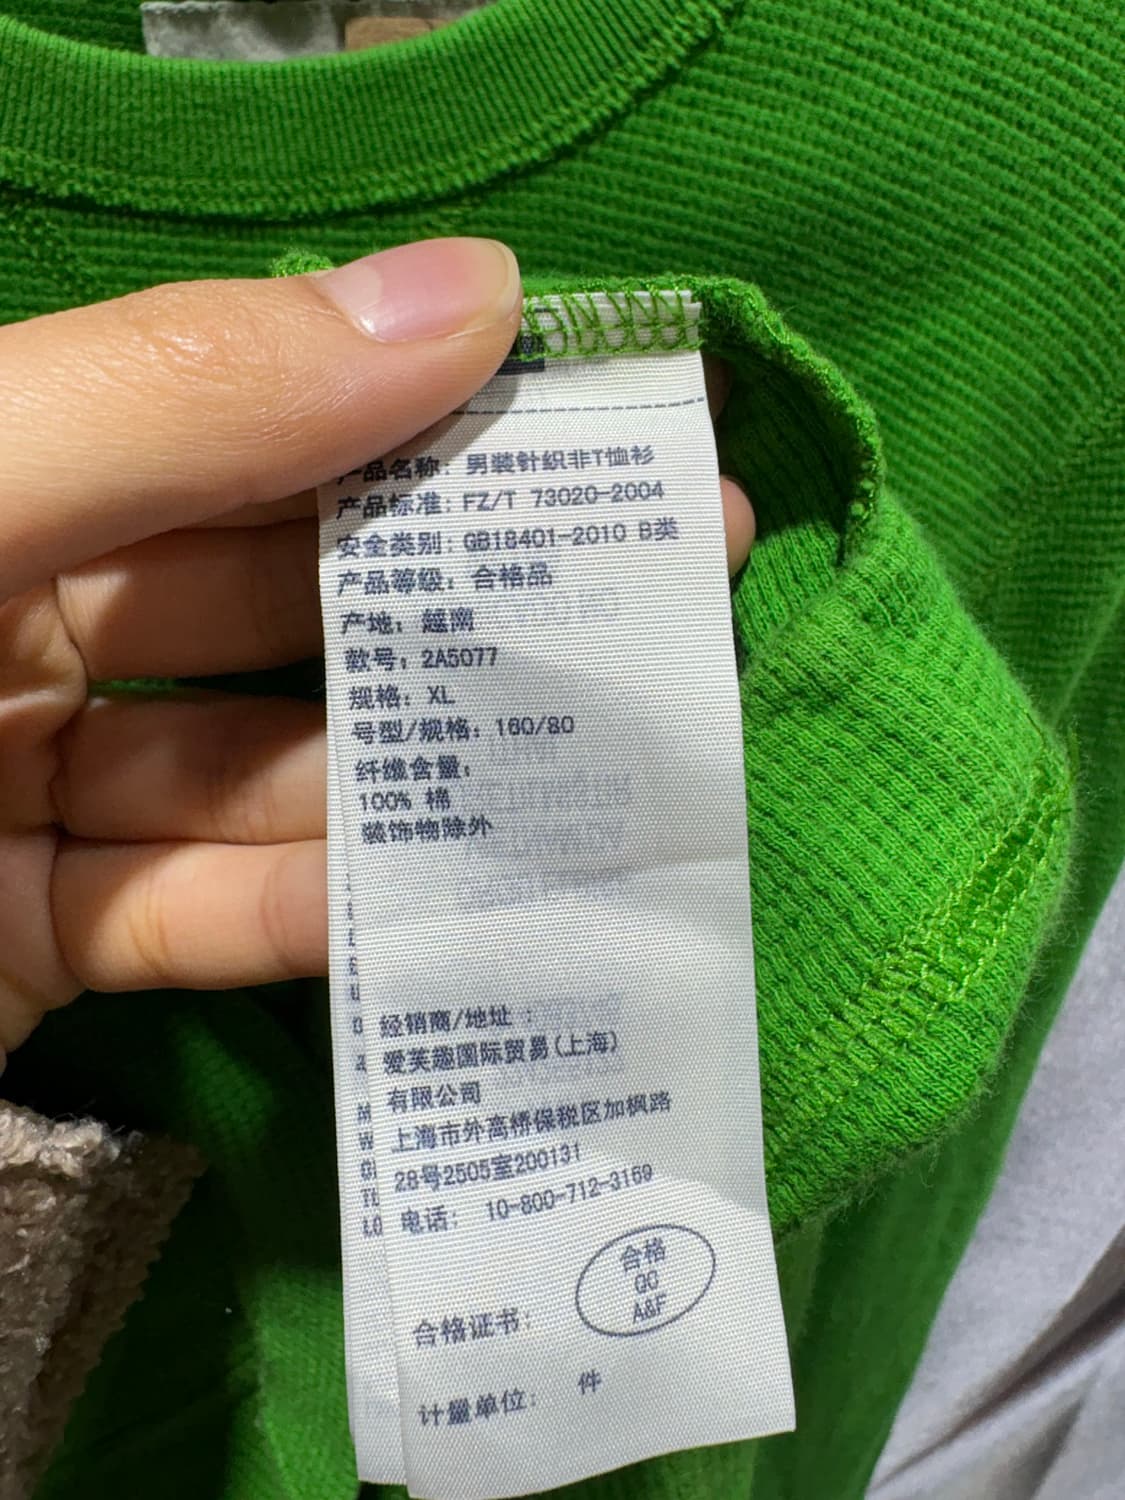 品名称: 男装针织非T恤衫
产品标准: FZ/T 73020-2004
安全类别: GB18401-2010 B类
产品等级: 合格品
产地: 越南
款号: 2A5077
规格: XL
号型/规格: 160/80
纤维含量:
100% 棉
装饰物除外
经销商/地址 :
爱芙趣国际贸易(上海)
有限公司
上海市外高桥保税区加枫路
28号2505室200131
电话: 10-800-712-3169
合格
QC
A&F
合格证书:
计量单位: 件